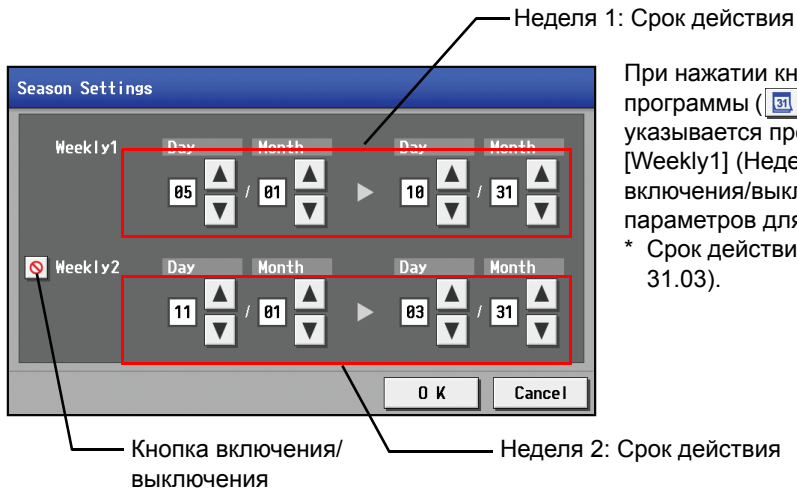 Неделя 1: Срок действия
Season Settings
Weekly1 Day Month Day Month
05 / 01 10 / 31
Weekly2 Day Month Day Month
11 / 01 03 / 31
OK Cancel
Кнопка включения/
выключения
Неделя 2: Срок действия
При нажатии кн
программы ( 31
указывается пр
[Weekly1] (Неде
включения/выкл
параметров для
* Срок действи
31.03).